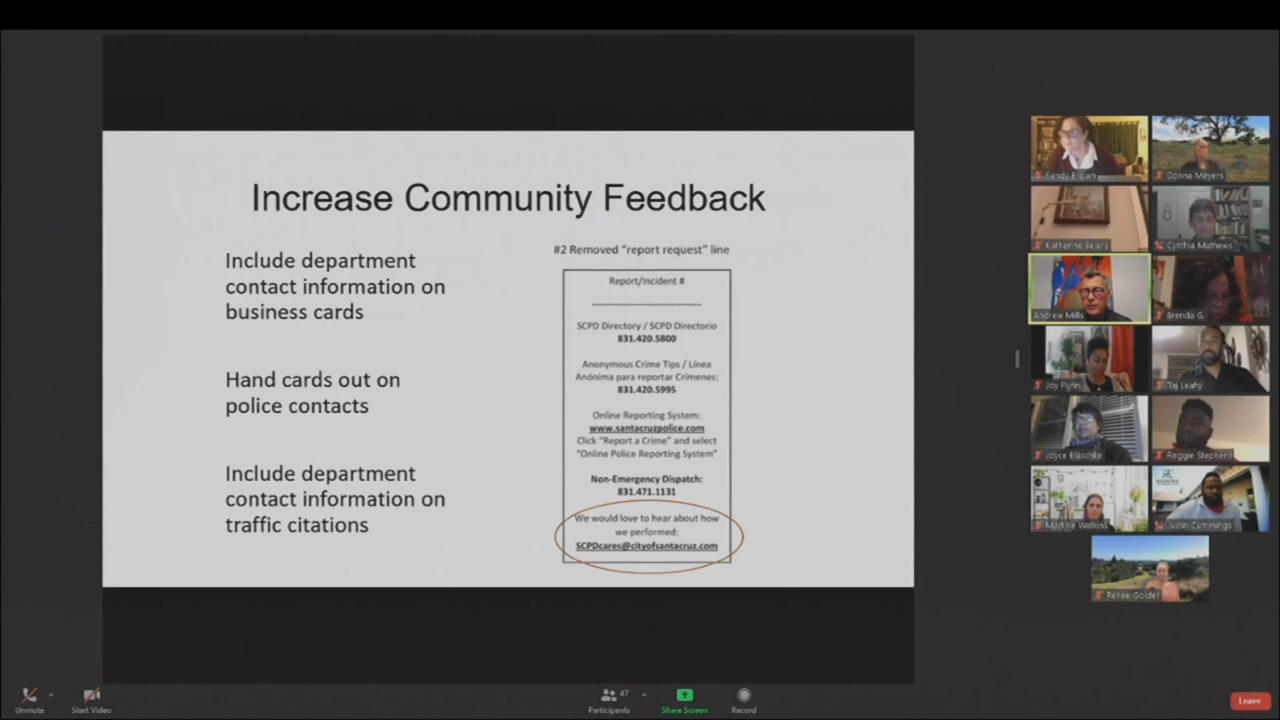 Increase Community Feedback
Include department
contact information on
business cards
Hand cards out on
police contacts
Include department
contact information on
traffic citations
#2 Removed “report request” line
Report/Incident #
SCPD Directory / SCPD Directorio
831.420.5800
Anonymous Crime Tips / Línea
Anónima para reportar Crímenes:
831.420.5995
Online Reporting System:
www.santacruzpolice.com
Click “Report a Crime” and select
“Online Police Reporting System”
Non-Emergency Dispatch:
831.471.1131
We would love to hear about how
we performed:
SCPDcares@cityofsantacruz.com
Sandy Brown
Donna Meyers
Katherine Beiers
Cynthia Mathews
Andrew Mills
Brenda G.
Joy Flynn
Taj Leahy
Joyce Blaschke
Reggie Stephens
Martine Watkins
Justin Cummings
Renee Golder
Unmute
Start Video
47
Participants
Share Screen
Record
Leave